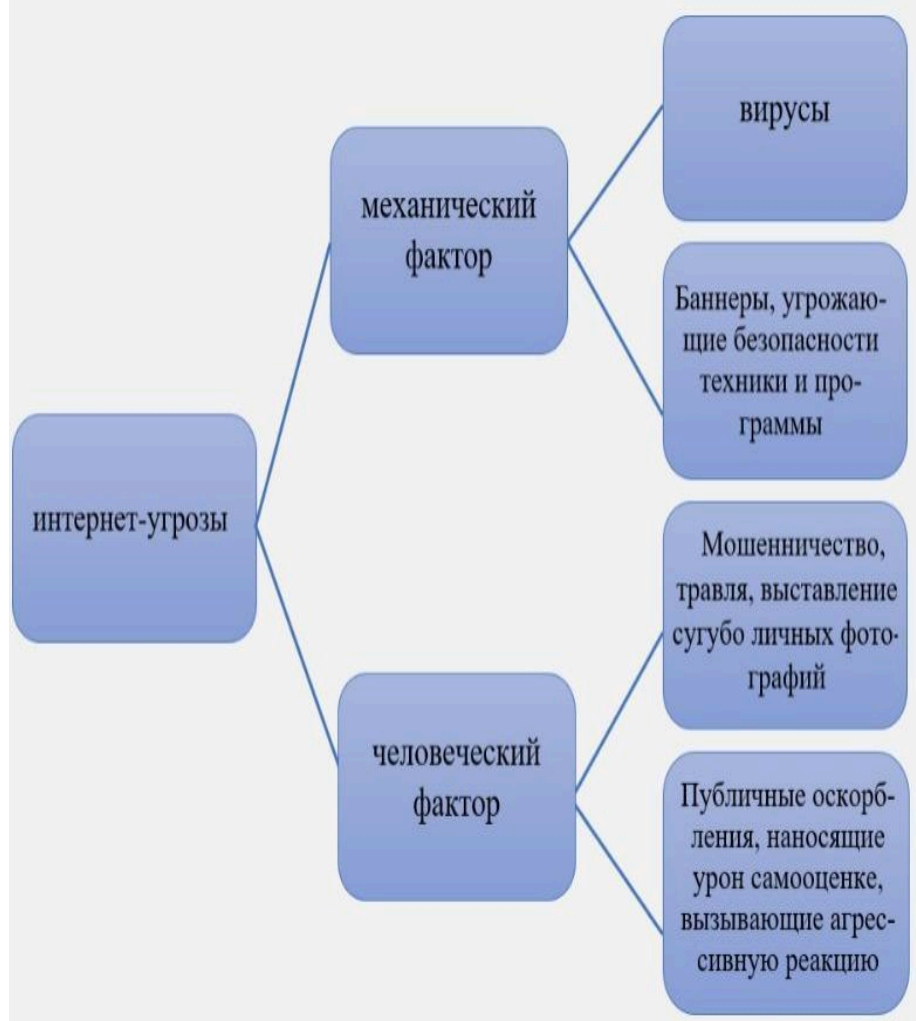 интернет-угрозы
механический
фактор
вирусы
Баннеры, угрожаю-
щие безопасности
техники и про-
граммы
человеческий
фактор
Мошенничество,
травля, выставление
сугубо личных фото-
графий
Публичные оскорб-
ления, наносящие
урон самооценке,
вызывающие агрес-
сивную реакцию